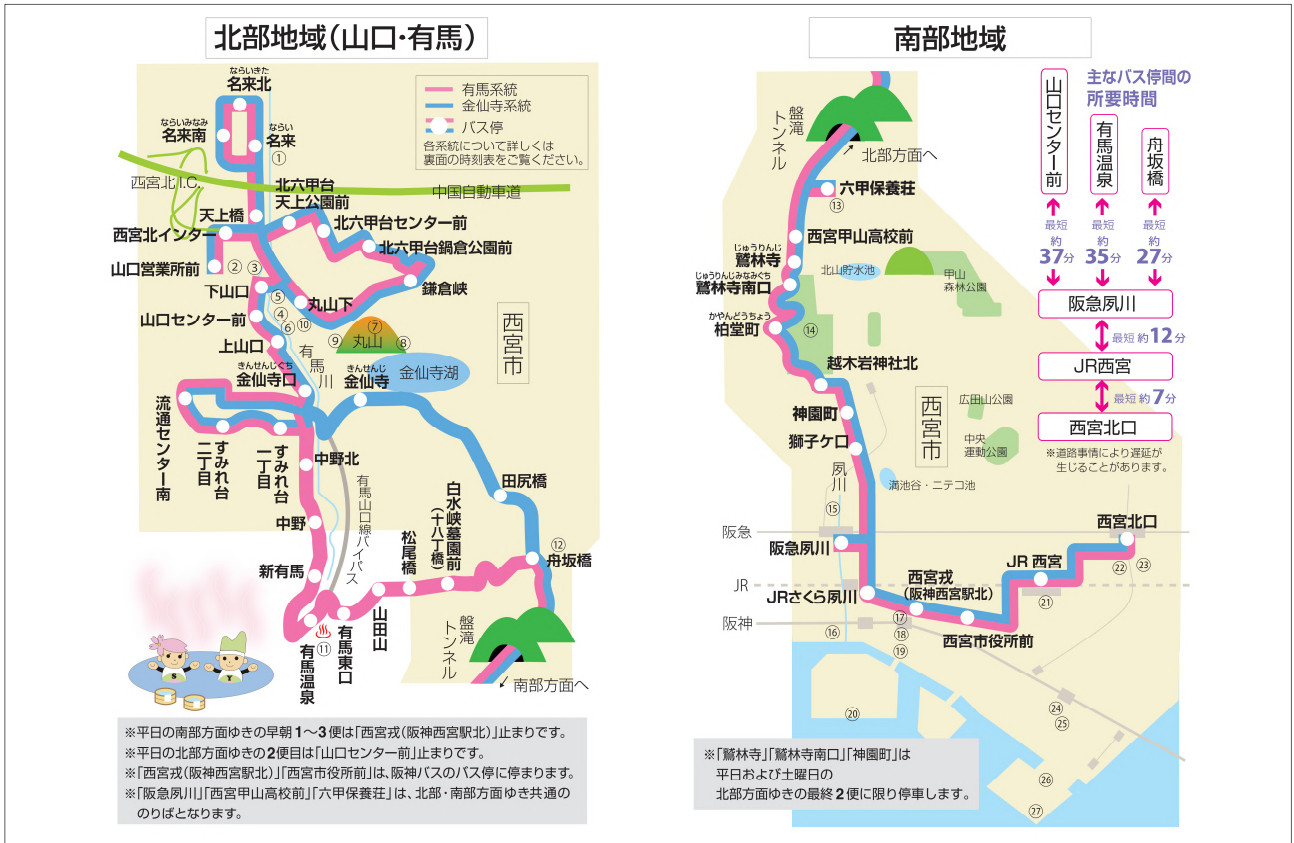 北部地域(山口・有馬)
有馬系統
金仙寺系統
バス停
各系統について詳しくは
裏面の時刻表をご覧ください。
ならいきた
名来北
ならいみなみ
名来南
ならい
名来
①
西宮北I.C.
中国自動車道
北六甲台
天上公園前
天上橋
北六甲台センター前
西宮北インター
北六甲台鍋倉公園前
山口営業所前
②
③
鎌倉峡
下山口
⑤
丸山下
山口センター前
④
⑥
⑩
上山口
⑦
丸山
⑨
⑧
有馬川
きんせんじぐち
金仙寺口
きんせんじ
金仙寺
金仙寺湖
西宮市
流通センター南
すみれ台
二丁目
すみれ台
一丁目
中野北
有馬山口線バイパス
田尻橋
白水峡墓園前
(十八丁橋)
中野
松尾橋
⑫
舟坂橋
新有馬
山田山
有馬東口
⑪
有馬温泉
S
Y
盤滝
トンネル
南部方面へ
※平日の南部方面ゆきの早朝1~3便は「西宮戎(阪神西宮駅北)」止まりです。
※平日の北部方面ゆきの2便目は「山口センター前」止まりです。
※「西宮戎(阪神西宮駅北)」「西宮市役所前」は、阪神バスのバス停に停まります。
※「阪急夙川」「西宮甲山高校前」「六甲保養荘」は、北部・南部方面ゆき共通の
のりばとなります。
南部地域
盤滝
トンネル
北部方面へ
六甲保養荘
⑬
西宮甲山高校前
じゅうりんじ
鷲林寺
じゅうりんじみなみぐち
鷲林寺南口
北山貯水池
甲山
森林公園
かやんどうちょう
柏堂町
⑭
越木岩神社北
神園町
獅子ケ口
西宮市
広田山公園
中央
運動公園
夙川
満池谷・ニテコ池
⑮
阪急
阪急夙川
西宮北口
㉒
㉓
JR
JRさくら夙川
西宮戎
(阪神西宮駅北)
JR西宮
㉑
阪神
⑯
⑰
⑱
⑲
西宮市役所前
⑳
㉔
㉕
㉖
㉗
主なバス停間の
所要時間
山口センター前
有馬温泉
舟坂橋
最短
約
37分
最短
約
35分
最短
約
27分
阪急夙川
最短 約12分
JR西宮
最短 約7分
西宮北口
※道路事情により遅延が
生じることがあります。
※「鷲林寺」「鷲林寺南口」「神園町」は
平日および土曜日の
北部方面ゆきの最終2便に限り停車します。